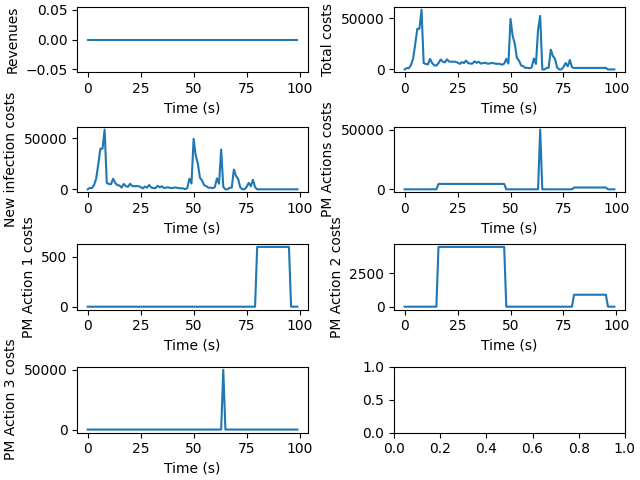 Revenues
0.05
0.00
−0.05
0 25 50 75 100
Time (s)
Total costs
50000
0
0 25 50 75 100
Time (s)
New infection costs
50000
0
0 25 50 75 100
Time (s)
PM Actions costs
50000
0
0 25 50 75 100
Time (s)
PM Action 1 costs
500
0
0 25 50 75 100
Time (s)
PM Action 2 costs
2500
0
0 25 50 75 100
Time (s)
PM Action 3 costs
50000
0
0 25 50 75 100
Time (s)
1.0
0.5
0.0
0.0 0.2 0.4 0.6 0.8 1.0